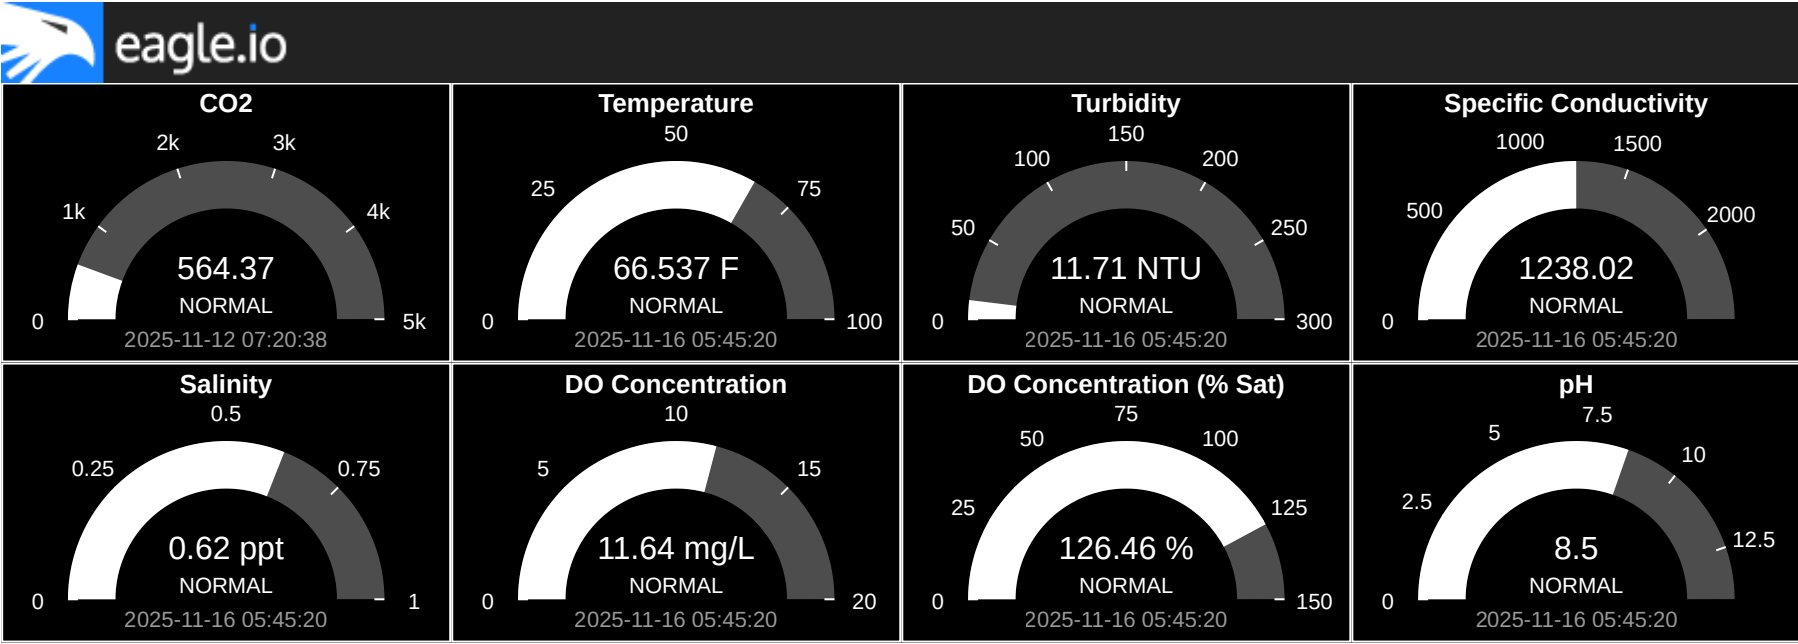 eagle.io
CO2
2k 3k
1k 4k
564.37
NORMAL
0 5k
2025-11-12 07:20:38
Temperature
50
25 75
66.537 F
NORMAL
0 100
2025-11-16 05:45:20
Turbidity
150
100 200
50 250
11.71 NTU
NORMAL
0 300
2025-11-16 05:45:20
Specific Conductivity
1000 1500
500 2000
1238.02
NORMAL
0
2025-11-16 05:45:20
Salinity
0.5
0.25 0.75
0.62 ppt
NORMAL
0 1
2025-11-16 05:45:20
DO Concentration
10
5 15
11.64 mg/L
NORMAL
0 20
2025-11-16 05:45:20
DO Concentration (% Sat)
75
50 100
25 125
126.46 %
NORMAL
0 150
2025-11-16 05:45:20
pH
7.5
5 10
2.5 12.5
8.5
NORMAL
0
2025-11-16 05:45:20